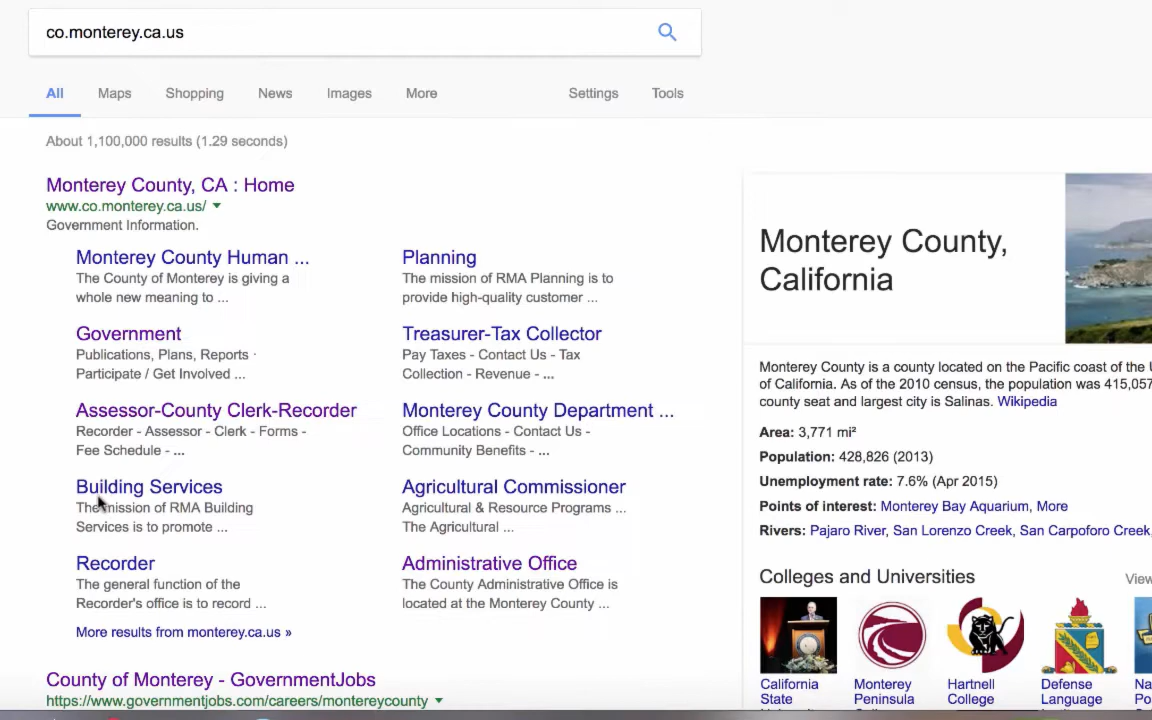 co.monterey.ca.us
All Maps Shopping News Images More Settings Tools
About 1,100,000 results (1.29 seconds)
Monterey County, CA : Home
www.co.monterey.ca.us/
Government Information.
Monterey County Human ...
The County of Monterey is giving a
whole new meaning to ...
Planning
The mission of RMA Planning is to
provide high-quality customer ...
Government
Publications, Plans, Reports ·
Participate / Get Involved ...
Treasurer-Tax Collector
Pay Taxes - Contact Us - Tax
Collection - Revenue - ...
Assessor-County Clerk-Recorder
Recorder - Assessor - Clerk - Forms -
Fee Schedule - ...
Monterey County Department ...
Office Locations - Contact Us -
Community Benefits - ...
Building Services
The mission of RMA Building
Services is to promote ...
Agricultural Commissioner
Agricultural & Resource Programs ...
The Agricultural ...
Recorder
The general function of the
Recorder's office is to record ...
Administrative Office
The County Administrative Office is
located at the Monterey County ...
More results from monterey.ca.us »
County of Monterey - GovernmentJobs
https://www.governmentjobs.com/careers/montereycounty
Monterey County,
California
Monterey County is a county located on the Pacific coast of the
of California. As of the 2010 census, the population was 415,057
county seat and largest city is Salinas. Wikipedia
Area: 3,771 mi²
Population: 428,826 (2013)
Unemployment rate: 7.6% (Apr 2015)
Points of interest: Monterey Bay Aquarium, More
Rivers: Pajaro River, San Lorenzo Creek, San Carpoforo Creek,
Colleges and Universities
View
California
State
Monterey
Peninsula
Hartnell
College
Defense
Language